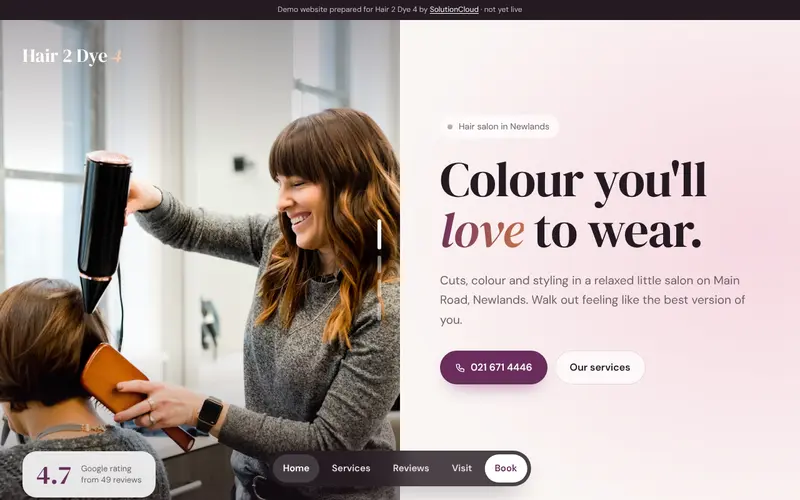 Demo website prepared for Hair 2 Dye 4 by SolutionCloud · not yet live
Hair 2 Dye 4
Hair salon in Newlands
Colour you'll
love to wear.
Cuts, colour and styling in a relaxed little salon on Main
Road, Newlands. Walk out feeling like the best version of
you.
021 671 4446
Our services
4.7
Google rating
from 49 reviews
Home
Services
Reviews
Visit
Book